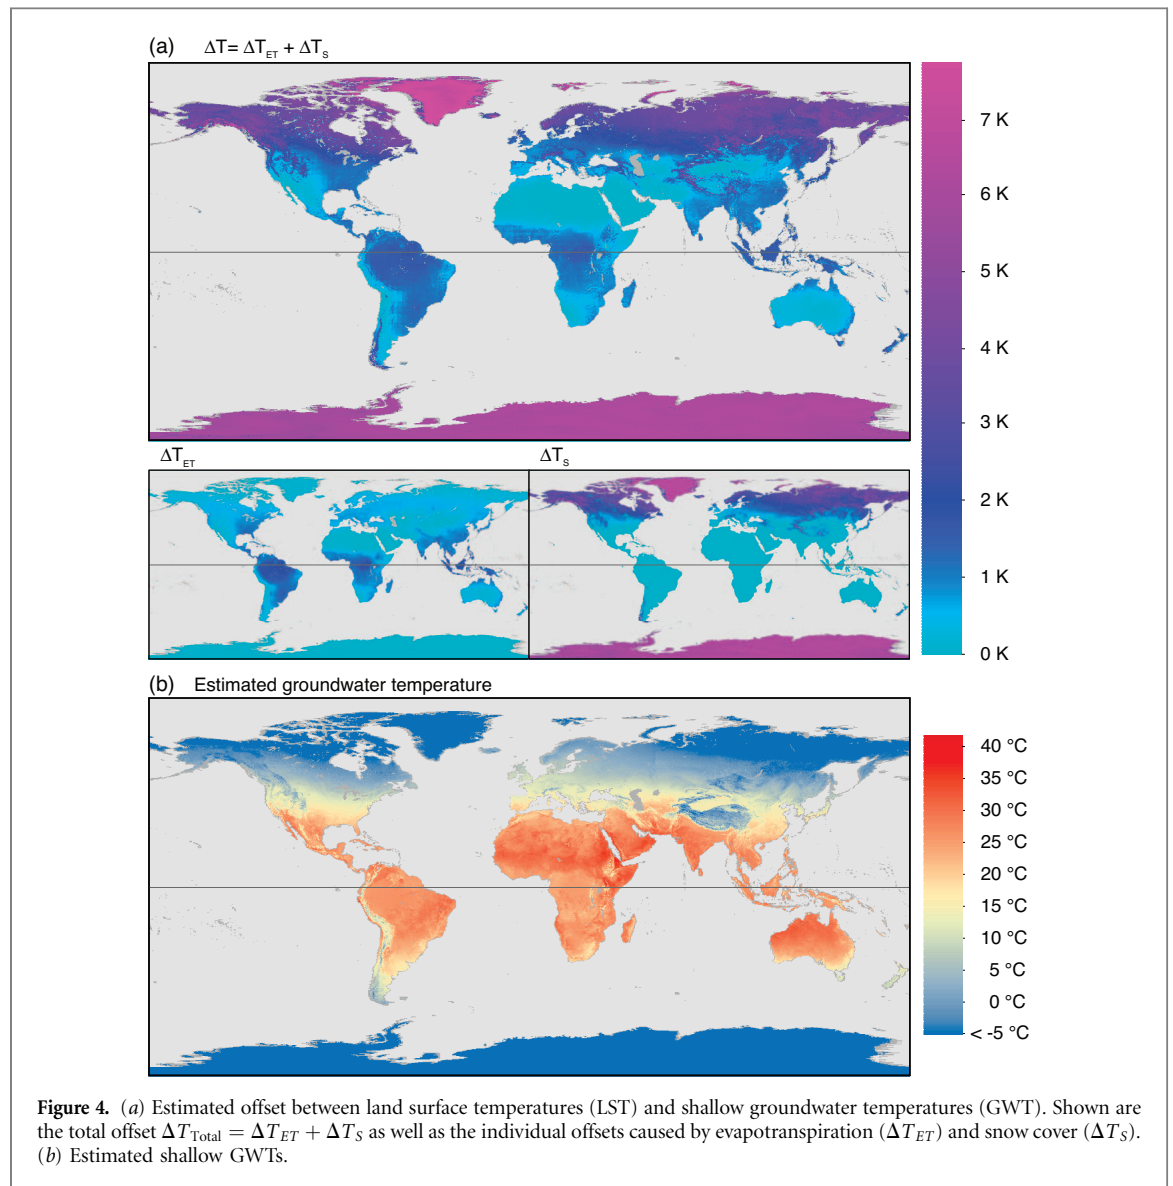 (a) ΔT= ΔT_ET + ΔT_S
7 K
6 K
5 K
4 K
3 K
2 K
1 K
0 K
ΔT_ET
ΔT_S
(b) Estimated groundwater temperature
40 °C
35 °C
30 °C
25 °C
20 °C
15 °C
10 °C
5 °C
0 °C
< -5 °C
Figure 4. (a) Estimated offset between land surface temperatures (LST) and shallow groundwater temperatures (GWT). Shown are
the total offset ΔT_Total = ΔT_ET + ΔT_S as well as the individual offsets caused by evapotranspiration (ΔT_ET) and snow cover (ΔT_S).
(b) Estimated shallow GWTs.